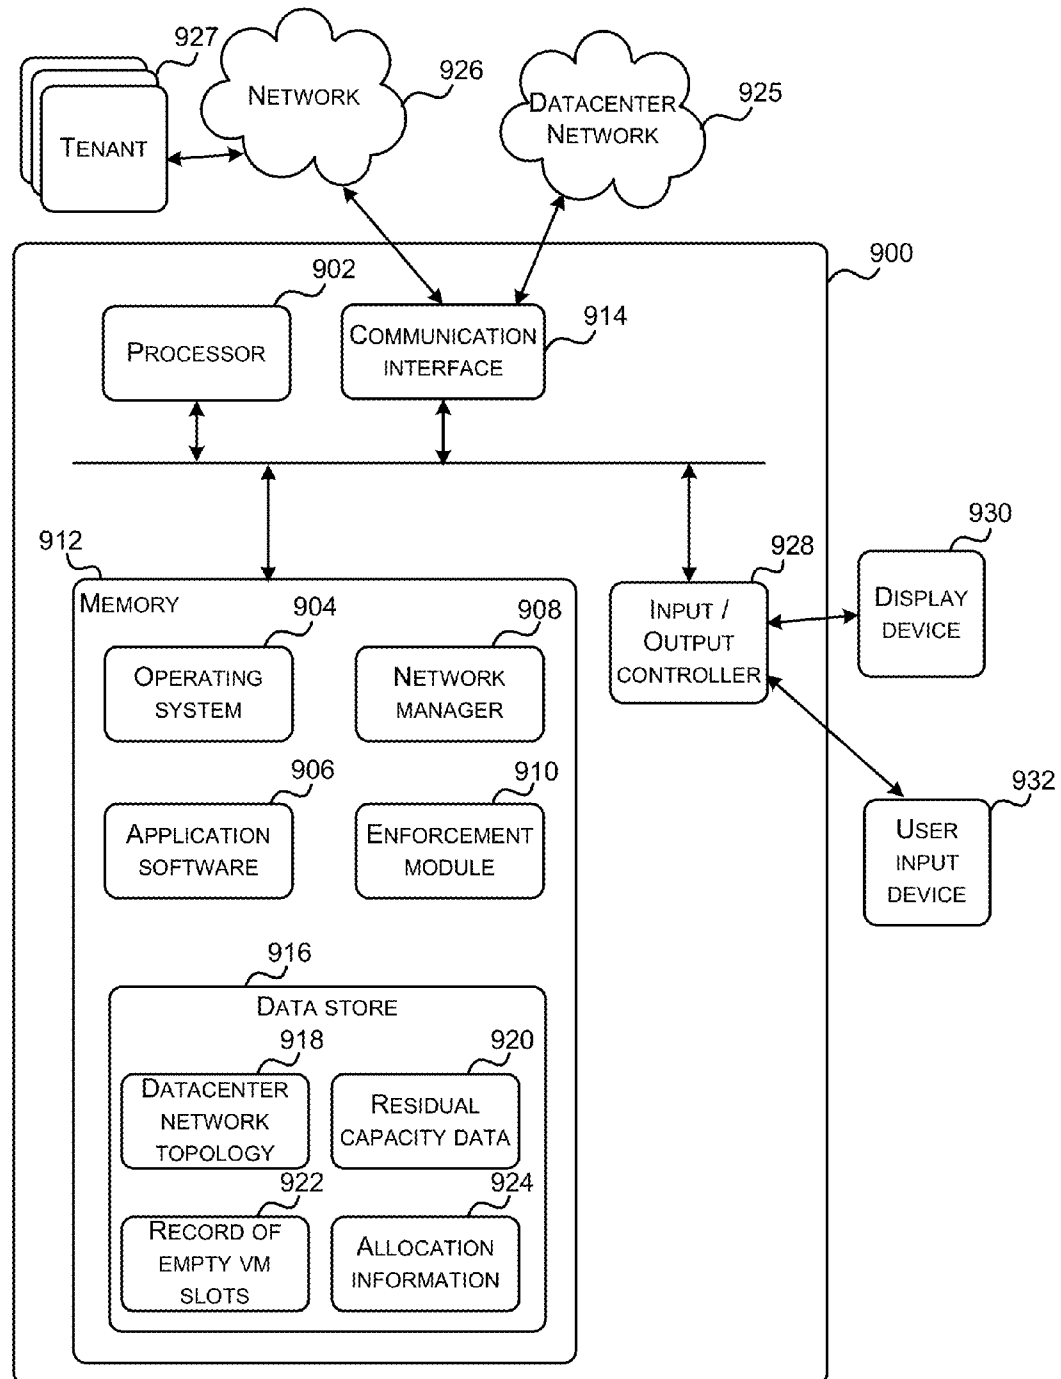 927
NETWORK
926
DATACENTER
NETWORK
925
TENANT
900
902
PROCESSOR
COMMUNICATION
INTERFACE
914
912
MEMORY
904
OPERATING
SYSTEM
908
NETWORK
MANAGER
928
INPUT /
OUTPUT
CONTROLLER
930
DISPLAY
DEVICE
906
APPLICATION
SOFTWARE
910
ENFORCEMENT
MODULE
932
USER
INPUT
DEVICE
916
DATA STORE
918
DATACENTER
NETWORK
TOPOLOGY
920
RESIDUAL
CAPACITY DATA
922
RECORD OF
EMPTY VM
SLOTS
924
ALLOCATION
INFORMATION